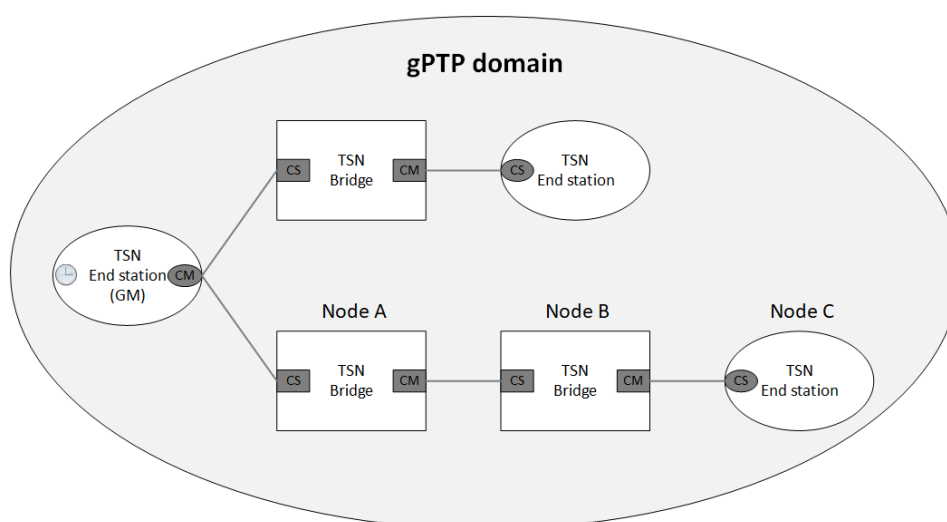 gPTP domain
TSN
Bridge
CS
CM
TSN
End station
CS
TSN
End station
(GM)
CM
Node A
Node B
Node C
CS
TSN
Bridge
CM
CS
TSN
Bridge
CM
CS
TSN
End station